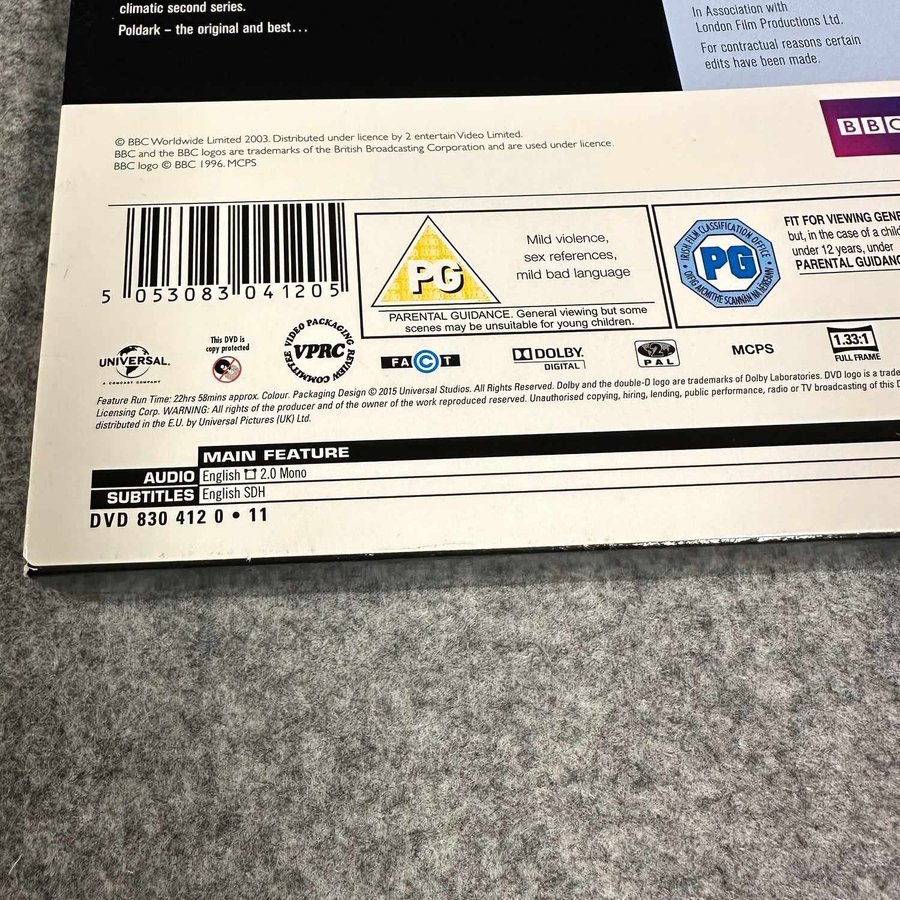 climatic second series.
Poldark – the original and best...
In Association with
London Film Productions Ltd.
For contractual reasons certain
edits have been made.
© BBC Worldwide Limited 2003. Distributed under licence by 2 entertain Video Limited.
BBC and the BBC logos are trademarks of the British Broadcasting Corporation and are used under licence.
BBC logo © BBC 1996. MCPS
BBC
5 053083 041205
PG
Mild violence,
sex references,
mild bad language
PARENTAL GUIDANCE. General viewing but some
scenes may be unsuitable for young children.
IRISH FILM CLASSIFICATION OFFICE
PG
OIFIG AICMITHE SCANNÁN NA hÉIREANN
FIT FOR VIEWING GENE
but, in the case of a child
under 12 years, under
PARENTAL GUIDANC
UNIVERSAL
A COMCAST COMPANY
This DVD is
copy protected
VIDEO PACKAGING
VPRC
REVIEW COMMITTEE
FACT
DOLBY
DIGITAL
2
PAL
MCPS
1.33:1
FULL FRAME
Feature Run Time: 22hrs 58mins approx. Colour. Packaging Design © 2015 Universal Studios. All Rights Reserved. Dolby and the double-D logo are trademarks of Dolby Laboratories. DVD logo is a trade
Licensing Corp. WARNING: All rights of the producer and of the owner of the work reproduced reserved. Unauthorised copying, hiring, lending, public performance, radio or TV broadcasting of this D
distributed in the E.U. by Universal Pictures (UK) Ltd.
MAIN FEATURE
AUDIO English 2.0 Mono
SUBTITLES English SDH
DVD 830 412 0 • 11